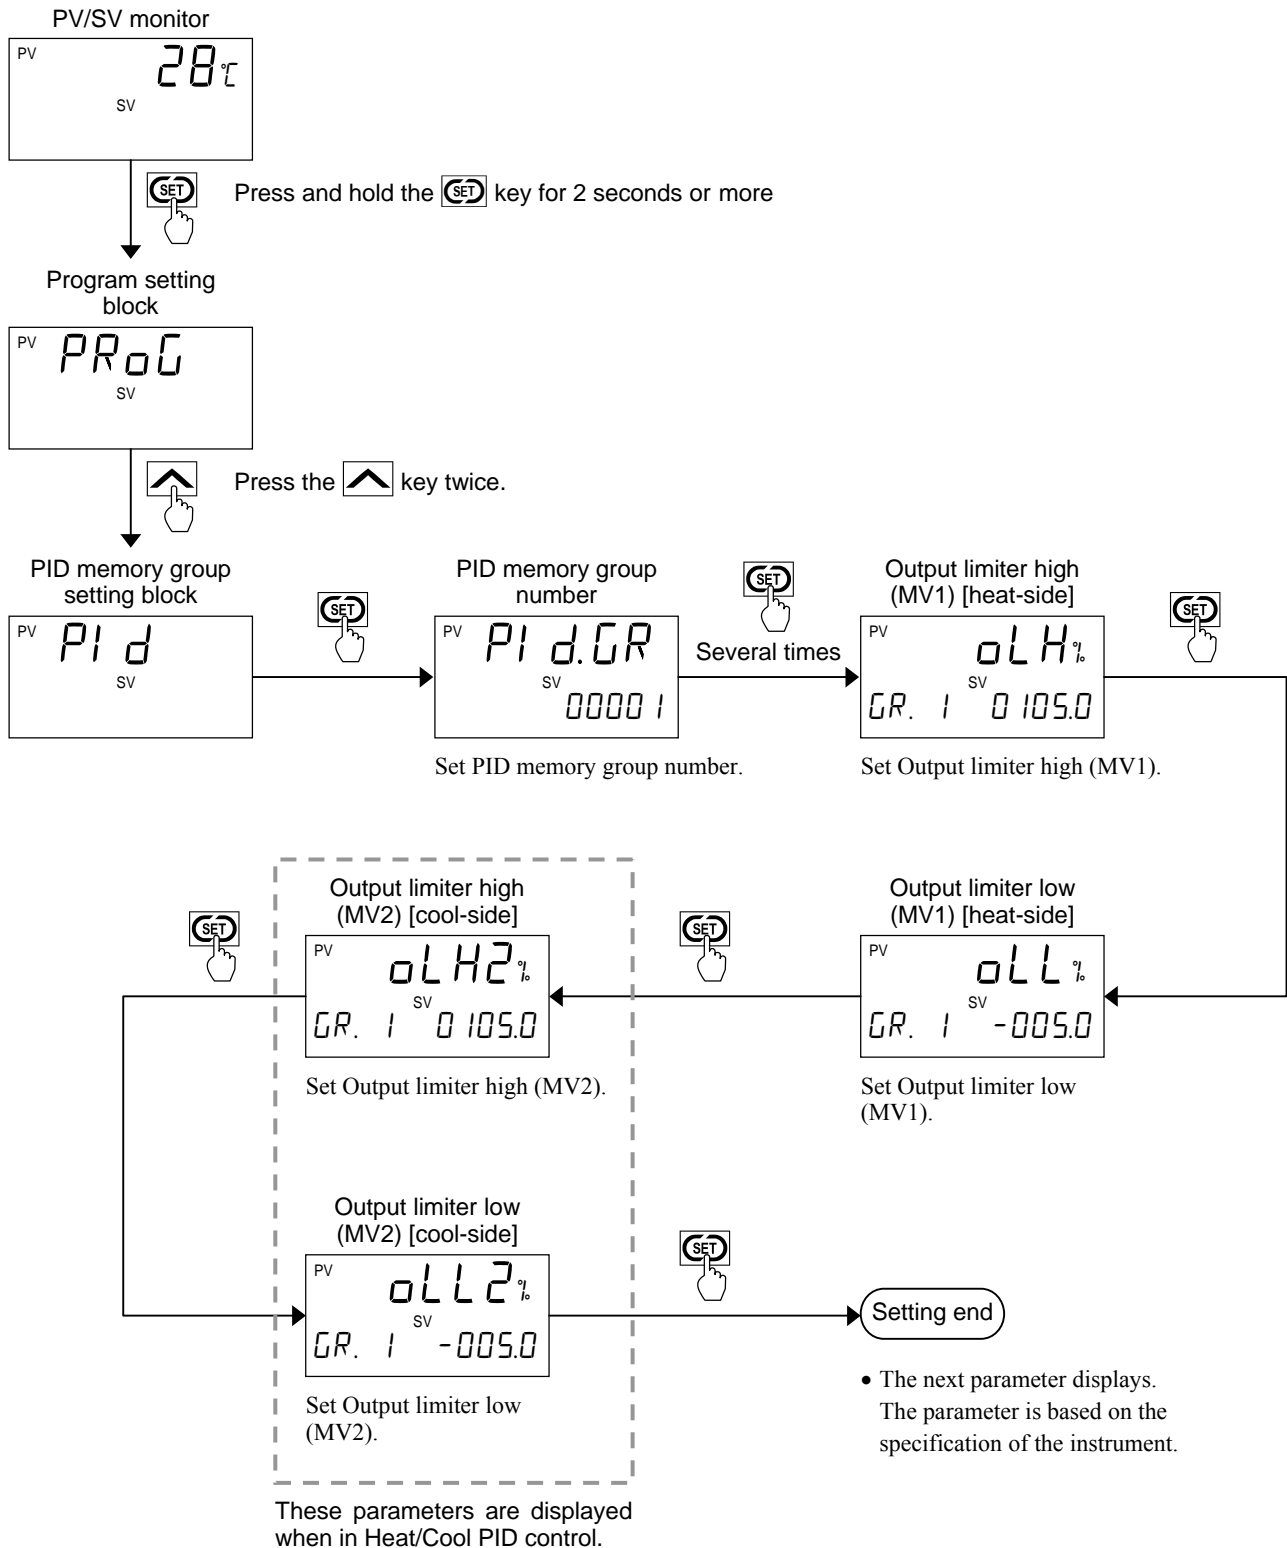 PV/SV monitor
PV
28℃
SV
SET
Press and hold the SET key for 2 seconds or more
Program setting
block
PV
PRoG
SV
Press the key twice.
PID memory group
setting block
PV
PId
SV
SET
PID memory group
number
PV
PId.GR
SV
00001
Set PID memory group number.
SET
Several times
Output limiter high
(MV1) [heat-side]
PV
oLH%
SV
GR. 1 0105.0
Set Output limiter high (MV1).
SET
Output limiter low
(MV1) [heat-side]
PV
oLL%
SV
GR. 1 -005.0
Set Output limiter low
(MV1).
SET
Output limiter high
(MV2) [cool-side]
PV
oLH2%
SV
GR. 1 0105.0
Set Output limiter high (MV2).
SET
Output limiter low
(MV2) [cool-side]
PV
oLL2%
SV
GR. 1 -005.0
Set Output limiter low
(MV2).
SET
Setting end
• The next parameter displays.
The parameter is based on the
specification of the instrument.
These parameters are displayed
when in Heat/Cool PID control.